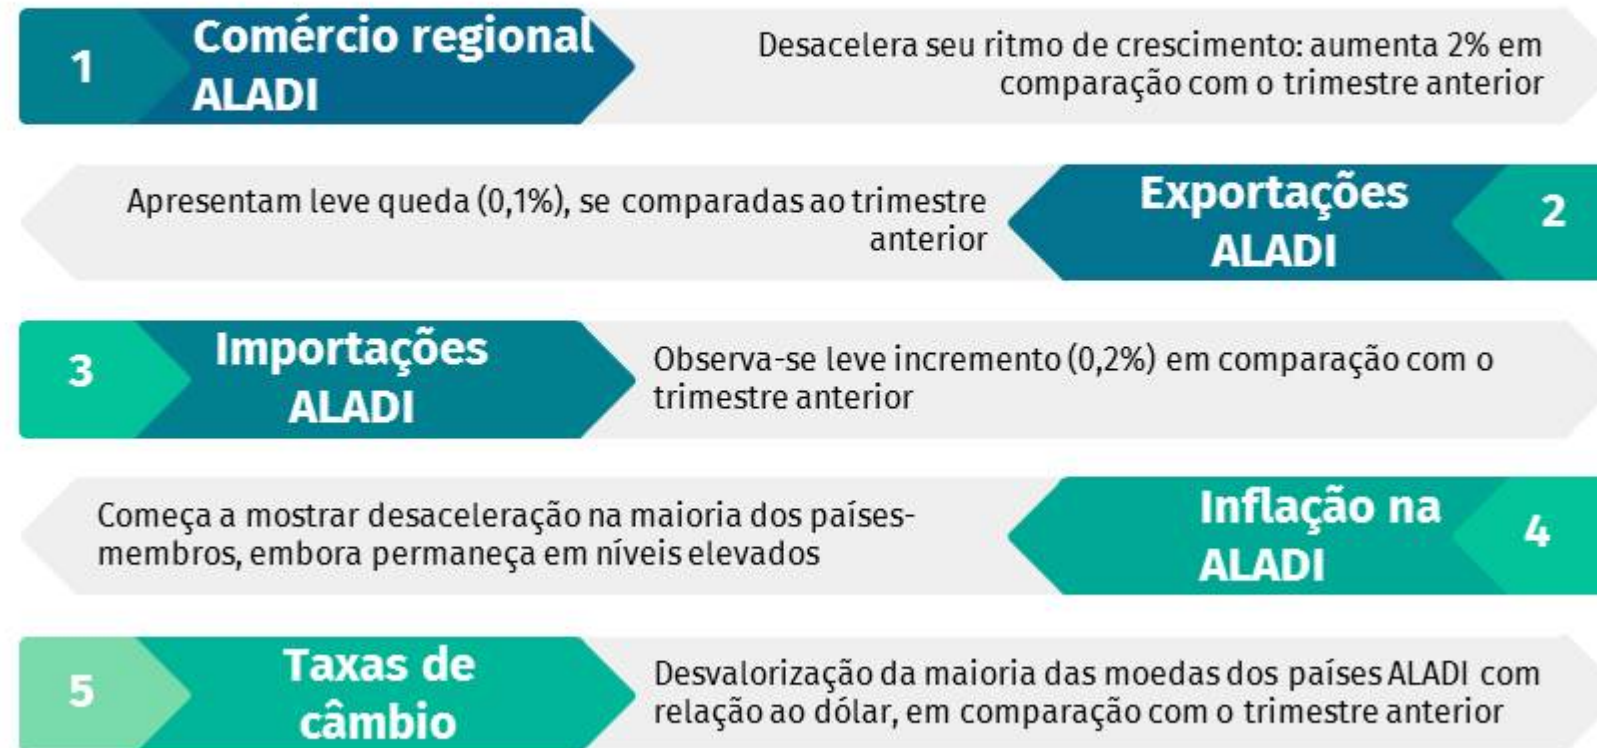 1
Comércio regional
ALADI
Desacelera seu ritmo de crescimento: aumenta 2% em
comparação com o trimestre anterior
Apresentam leve queda (0,1%), se comparadas ao trimestre
anterior
Exportações
ALADI
2
3
Importações
ALADI
Observa-se leve incremento (0,2%) em comparação com o
trimestre anterior
Começa a mostrar desaceleração na maioria dos países-
membros, embora permaneça em níveis elevados
Inflação na
ALADI
4
5
Taxas de
câmbio
Desvalorização da maioria das moedas dos países ALADI com
relação ao dólar, em comparação com o trimestre anterior